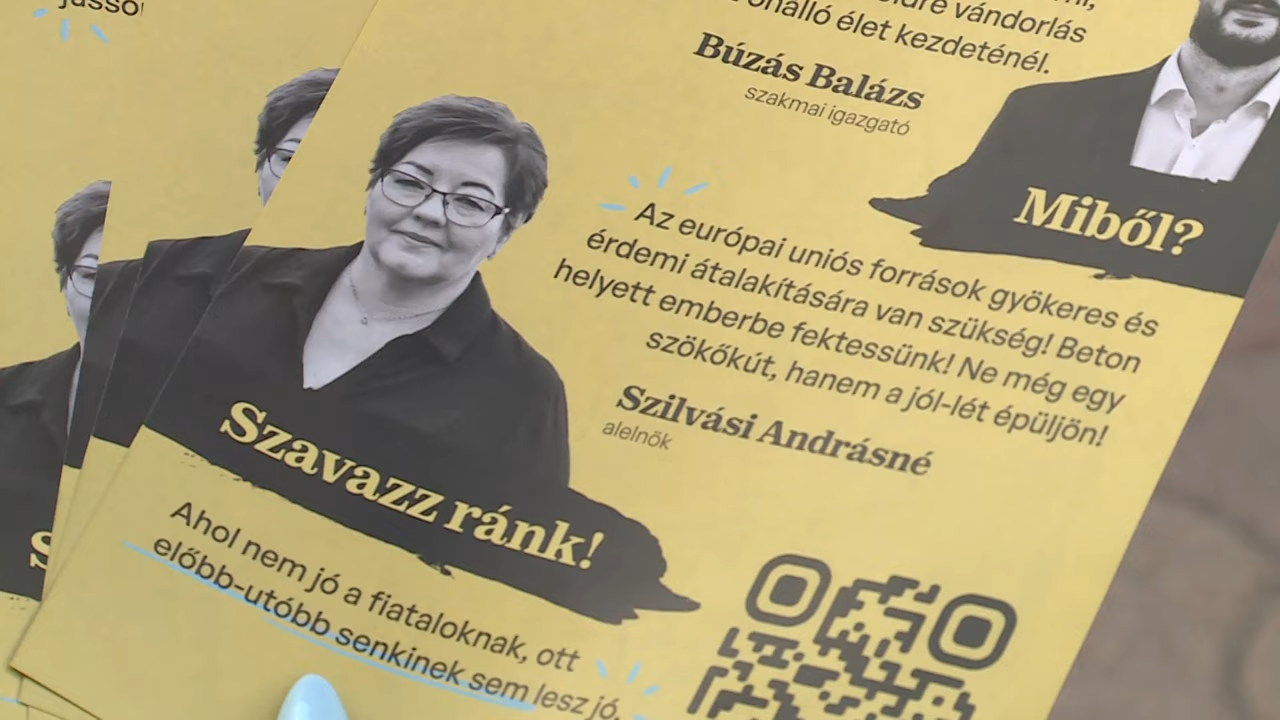 vándorlás
önálló élet kezdeténél.
Búzás Balázs
szakmai igazgató
Miből?
Az európai uniós források gyökeres és
érdemi átalakítására van szükség! Beton
helyett emberbe fektessünk! Ne még egy
szökőkút, hanem a jól-lét épüljön!
Szilvási Andrásné
alelnök
Szavazz ránk!
Ahol nem jó a fiataloknak, ott
előbb-utóbb senkinek sem lesz jó.